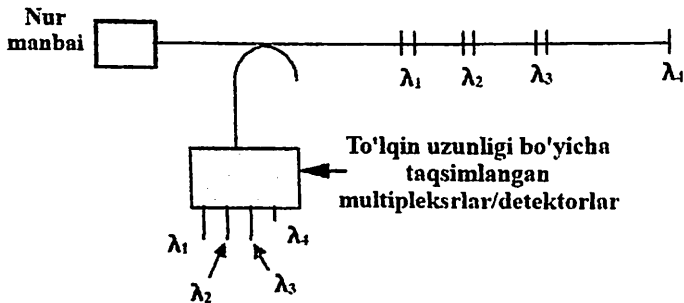 Nur
manbai
λ1 λ2 λ3 λ4
To'lqin uzunligi bo'yicha
taqsimlangan
multipleksrlar/detektorlar
λ1 λ4
λ2 λ3